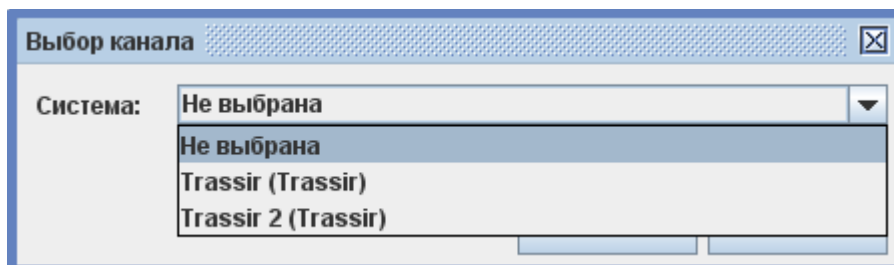 Выбор канала
Система: Не выбрана
Не выбрана
Trassir (Trassir)
Trassir 2 (Trassir)